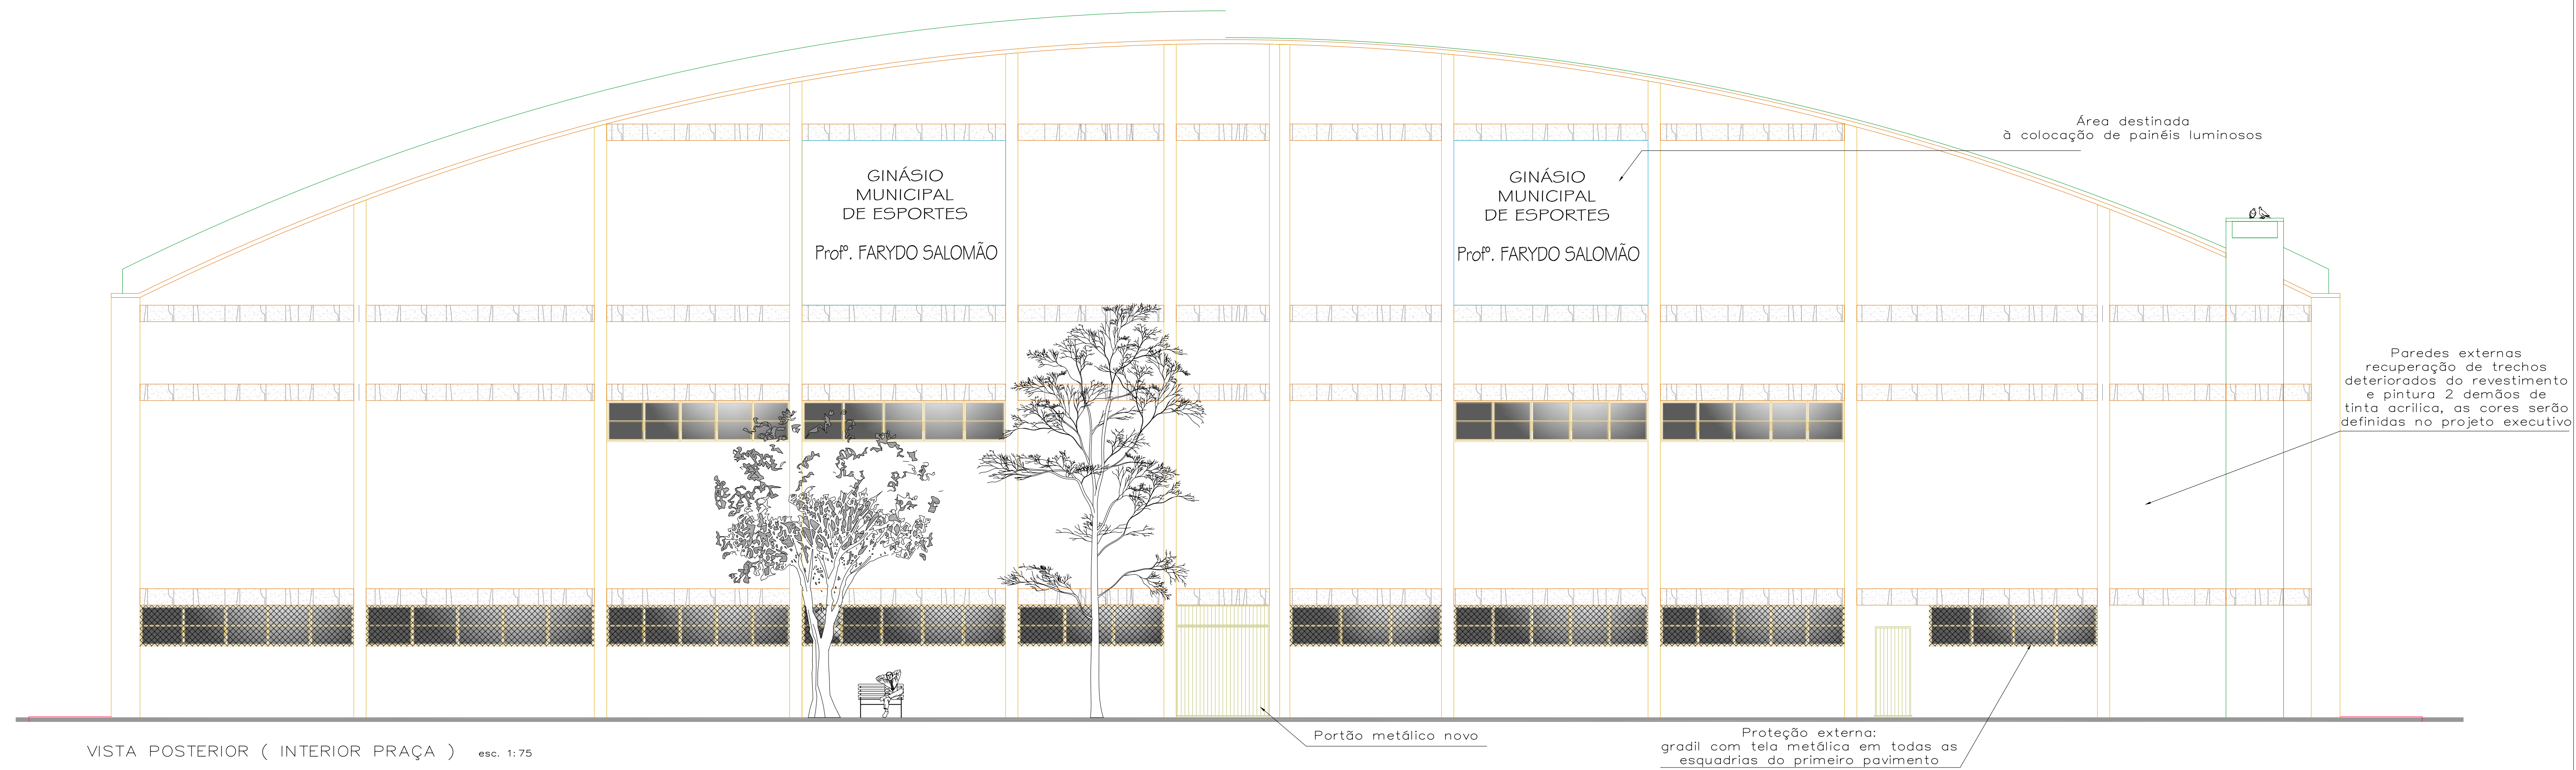 Área destinada
à colocação de painéis luminosos
GINÁSIO
MUNICIPAL
DE ESPORTES
Profº. FARYDO SALOMÃO
GINÁSIO
MUNICIPAL
DE ESPORTES
Profº. FARYDO SALOMÃO
Paredes externas
recuperação de trechos
deteriorados do revestimento
e pintura 2 demãos de
tinta acrilica, as cores serão
definidas no projeto executivo
Portão metálico novo
Proteção externa:
gradil com tela metálica em todas as
esquadrias do primeiro pavimento
VISTA POSTERIOR ( INTERIOR PRAÇA ) esc. 1:75